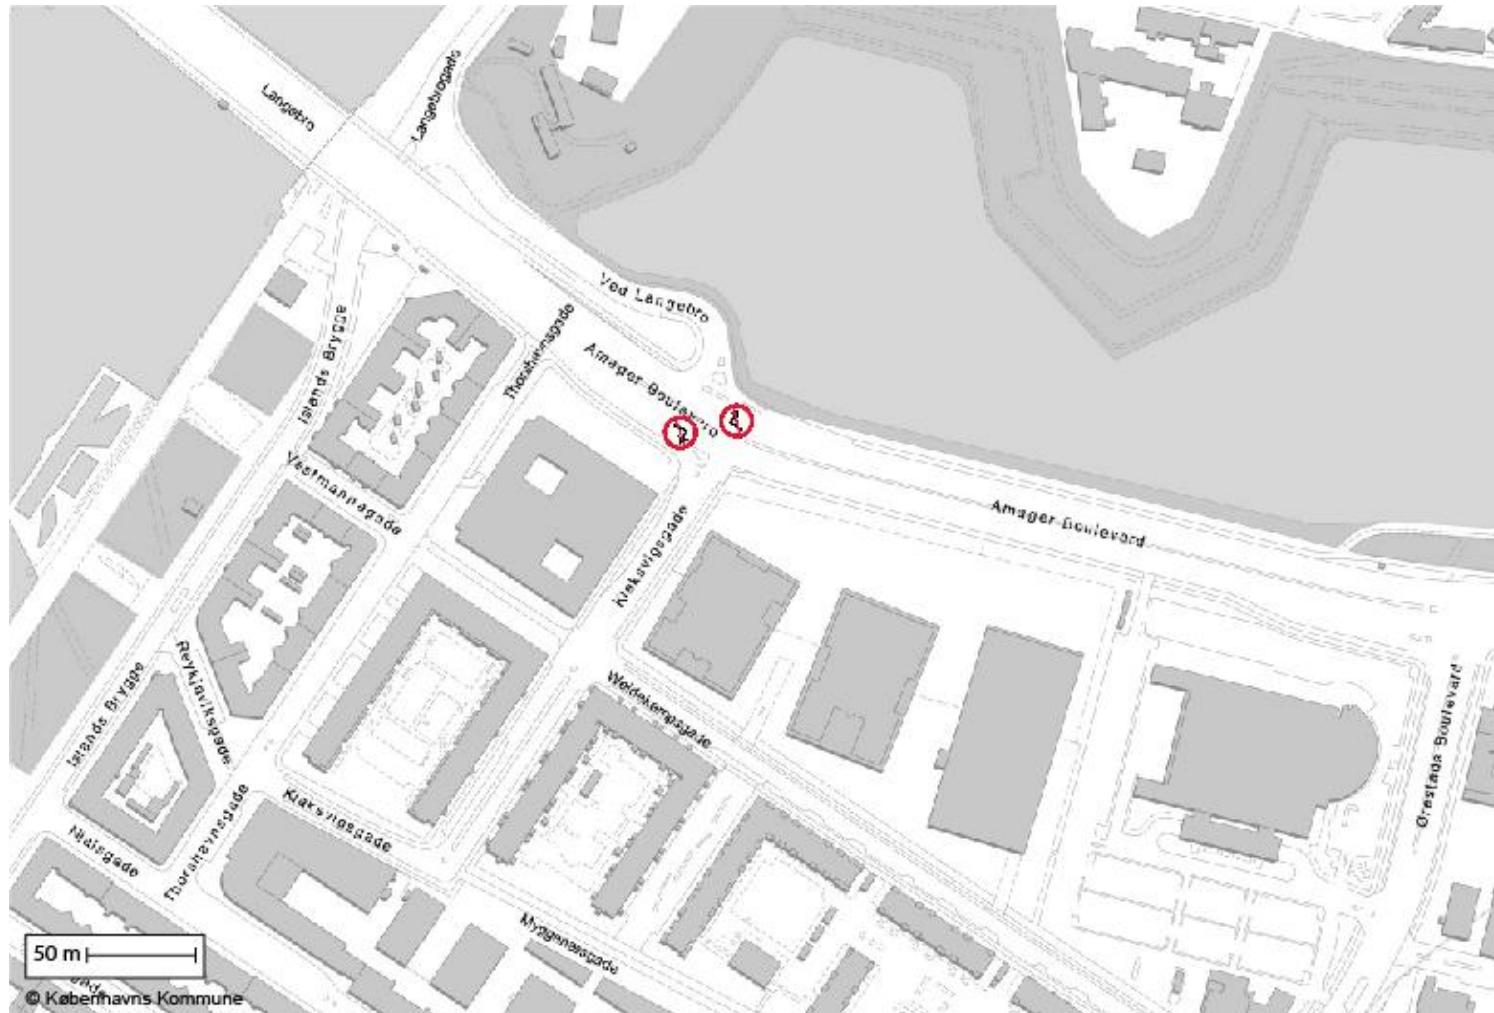 Langebro
Langebrogade
Ved Langebro
Islands Brygge
Thorshavnsgade
Amager Boulevard
Vestmannagade
Klaksvigsgade
Amager Boulevard
Islands Brygge
Reykjaviksgade
Weidekampsgade
Ørestads Boulevard
Klaksvigsgade
Njalsgade
Thorshavnsgade
Myggenæsgade
50 m
© Københavns Kommune